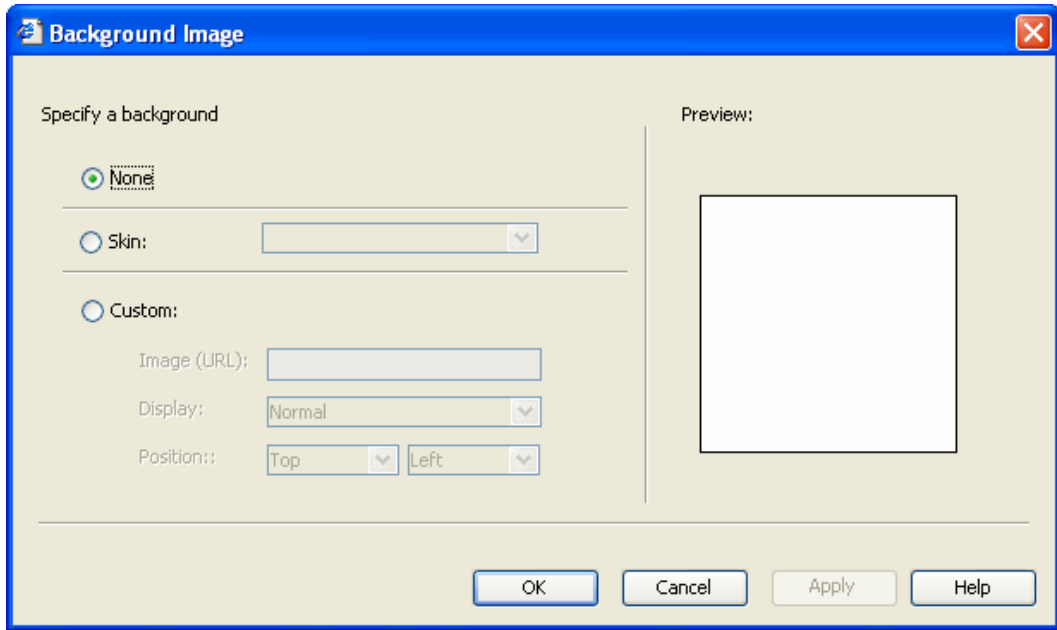 Background Image
Specify a background
Preview:
None
Skin:
Custom:
Image (URL):
Display: Normal
Position:: Top Left
OK Cancel Apply Help